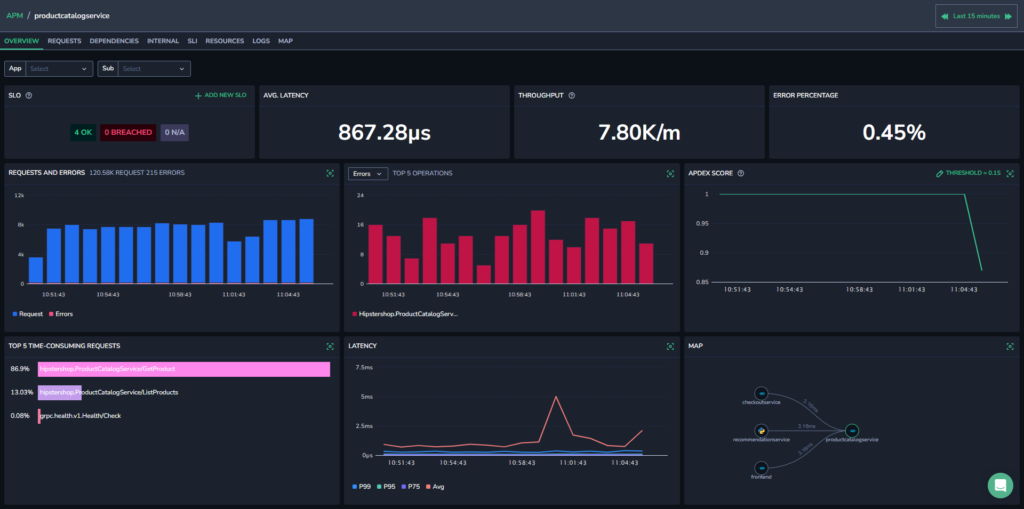 APM / productcatalogservice
Last 15 minutes
OVERVIEW REQUESTS DEPENDENCIES INTERNAL SLI RESOURCES LOGS MAP
App Select Sub Select
SLO ADD NEW SLO
4 OK 0 BREACHED 0 N/A
AVG. LATENCY
867.28μs
THROUGHPUT
7.80K/m
ERROR PERCENTAGE
0.45%
REQUESTS AND ERRORS 120.58K REQUEST 215 ERRORS
12k
8k
4k
0
10:51:43 10:54:43 10:58:43 11:01:43 11:04:43
Request Errors
Errors TOP 5 OPERATIONS
24
16
8
0
10:51:43 10:54:43 10:58:43 11:01:43 11:04:43
Hipstershop.ProductCatalogServ...
APDEX SCORE THRESHOLD = 0.15
1
0.95
0.9
0.85
10:51:43 10:54:43 10:58:43 11:01:43 11:04:43
TOP 5 TIME-CONSUMING REQUESTS
86.9% hipstershop.ProductCatalogService/GetProduct
13.03% hipstershop.ProductCatalogService/ListProducts
0.08% grpc.health.v1.Health/Check
LATENCY
7.5ms
5ms
2.5ms
0μs
10:51:43 10:54:43 10:58:43 11:01:43 11:04:43
P99 P95 P75 Avg
MAP
checkoutservice
recommendationservice
frontend
productcatalogservice